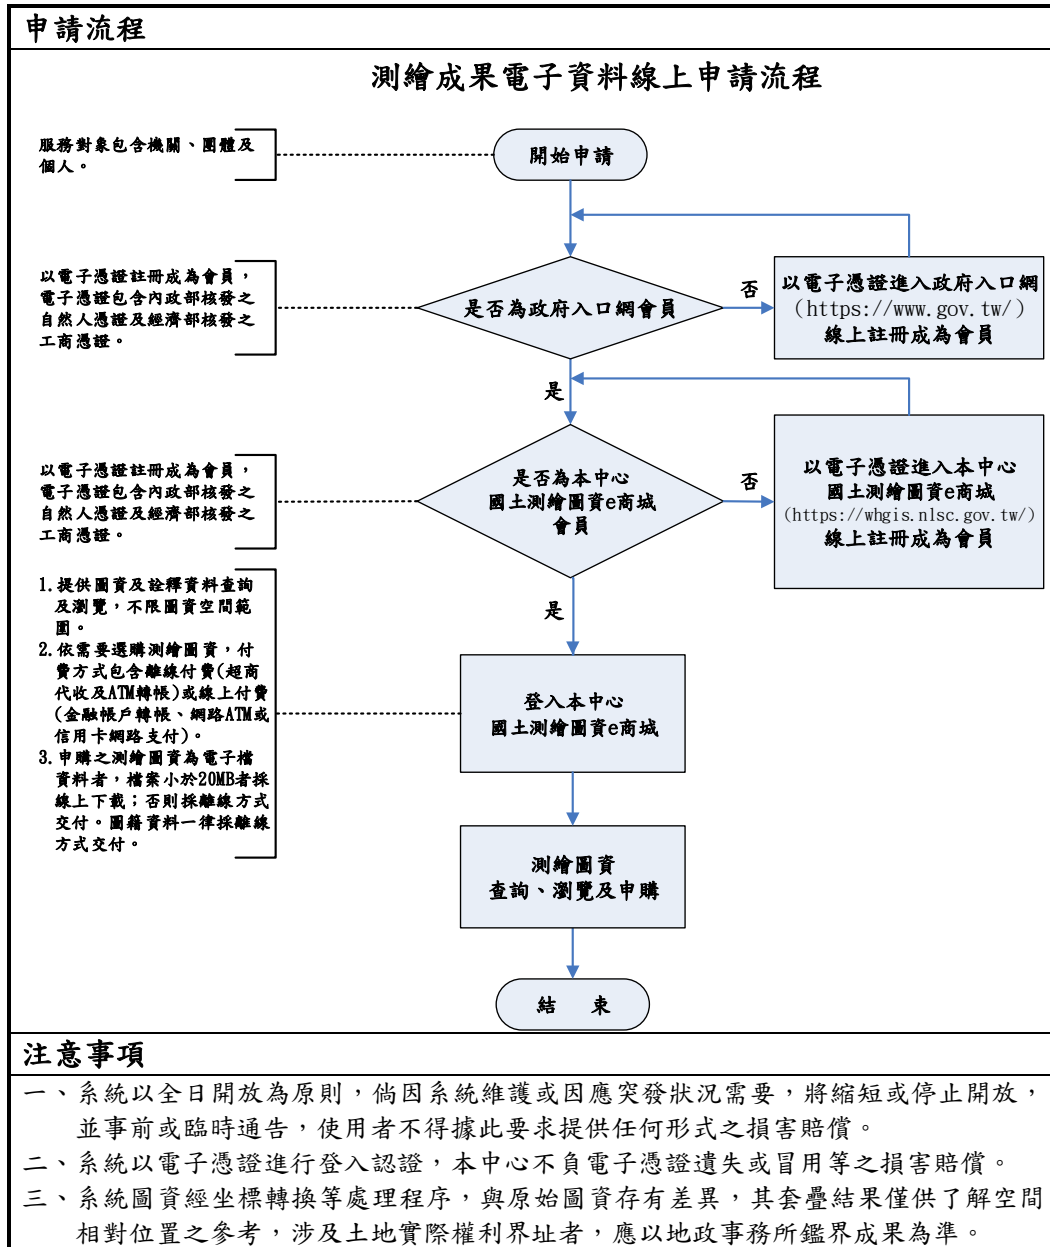 申請流程
測繪成果電子資料線上申請流程
服務對象包含機關、團體及
個人。
開始申請
以電子憑證註冊成為會員，
電子憑證包含內政部核發之
自然人憑證及經濟部核發之
工商憑證。
是否為政府入口網會員
否
以電子憑證進入政府入口網
(https://www.gov.tw/)
線上註冊成為會員
是
以電子憑證註冊成為會員，
電子憑證包含內政部核發之
自然人憑證及經濟部核發之
工商憑證。
是否為本中心
國土測繪圖資e商城
會員
否
以電子憑證進入本中心
國土測繪圖資e商城
(https://whgis.nlsc.gov.tw/)
線上註冊成為會員
是
1.提供圖資及詮釋資料查詢
及瀏覽，不限圖資空間範
圍。
2.依需要選購測繪圖資，付
費方式包含離線付費(超商
代收及ATM轉帳)或線上付費
(金融帳戶轉帳、網路ATM或
信用卡網路支付)。
3.申購之測繪圖資為電子檔
資料者，檔案小於20MB者採
線上下載；否則採離線方式
交付。圖籍資料一律採離線
方式交付。
登入本中心
國土測繪圖資e商城
測繪圖資
查詢、瀏覽及申購
結 束
注意事項
一、系統以全日開放為原則，倘因系統維護或因應突發狀況需要，將縮短或停止開放，
並事前或臨時通告，使用者不得據此要求提供任何形式之損害賠償。
二、系統以電子憑證進行登入認證，本中心不負電子憑證遺失或冒用等之損害賠償。
三、系統圖資經坐標轉換等處理程序，與原始圖資存有差異，其套疊結果僅供了解空間
相對位置之參考，涉及土地實際權利界址者，應以地政事務所鑑界成果為準。